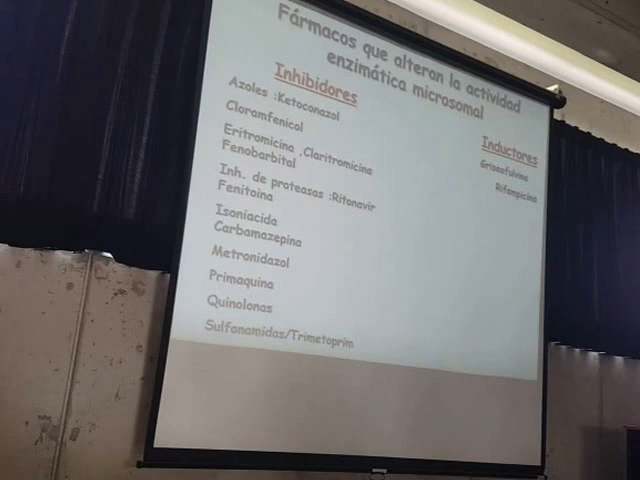 Fármacos que alteran la actividad
enzimática microsomal
Inhibidores
Azoles :Ketoconazol
Cloramfenicol
Eritromicina ,Claritromicina
Fenobarbital
Inh. de proteasas :Ritonavir
Fenitoina
Isoniacida
Carbamazepina
Metronidazol
Primaquina
Quinolonas
Sulfonamidas/Trimetoprim
Inductores
Griseofulvina
Rifampicina